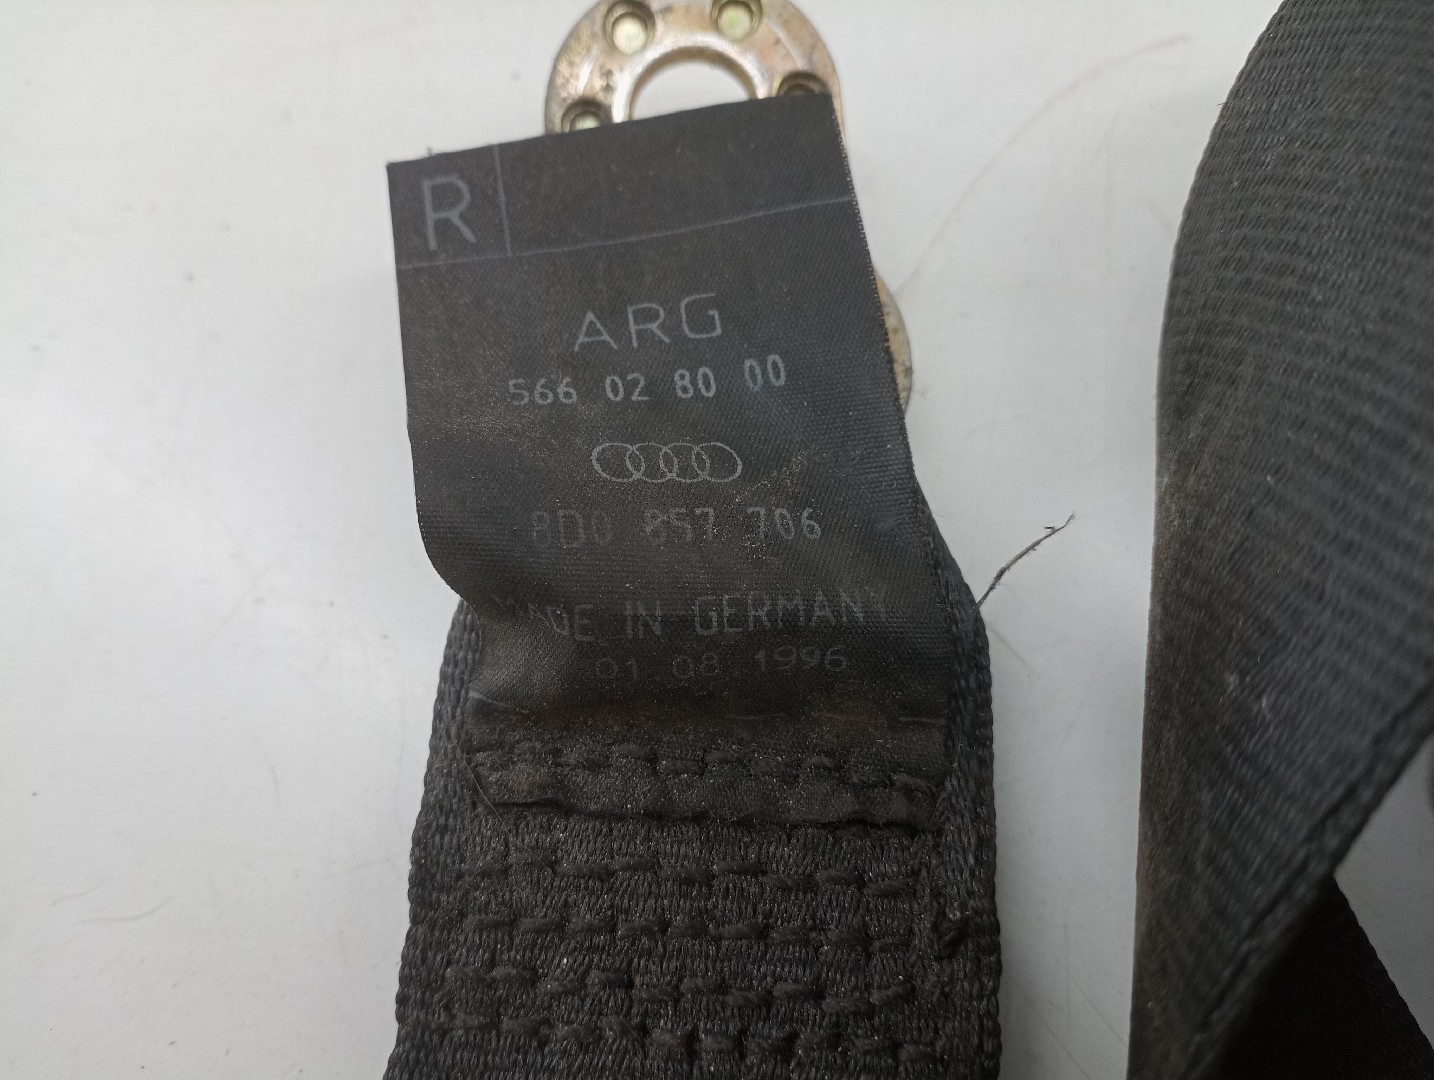 R
ARG
566 02 80 00
8D0 857 706
MADE IN GERMANY
01 08 1996